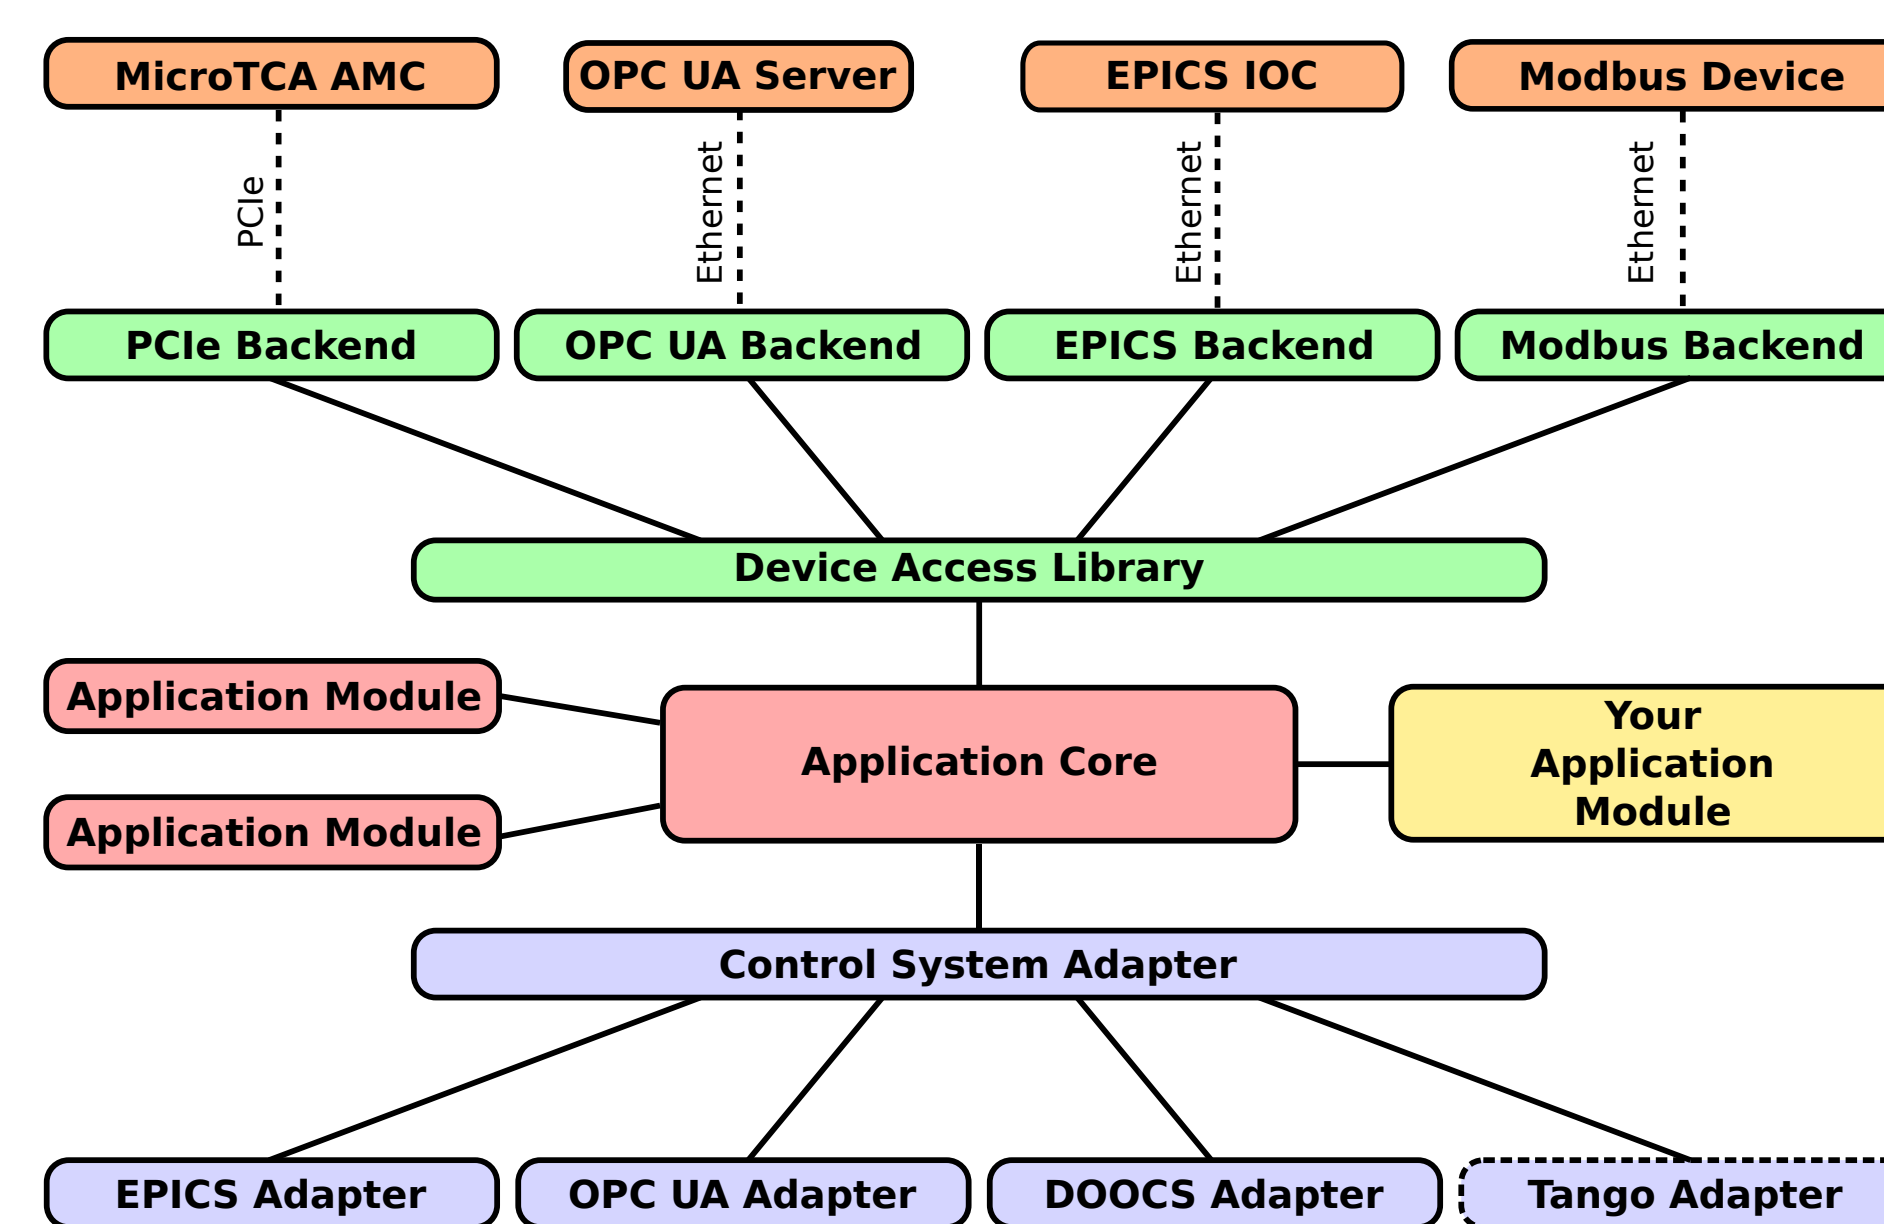 MicroTCA AMC
OPC UA Server
EPICS IOC
Modbus Device
PCIe
Ethernet
Ethernet
Ethernet
PCIe Backend
OPC UA Backend
EPICS Backend
Modbus Backend
Device Access Library
Application Module
Application Module
Application Core
Your
Application
Module
Control System Adapter
EPICS Adapter
OPC UA Adapter
DOOCS Adapter
Tango Adapter